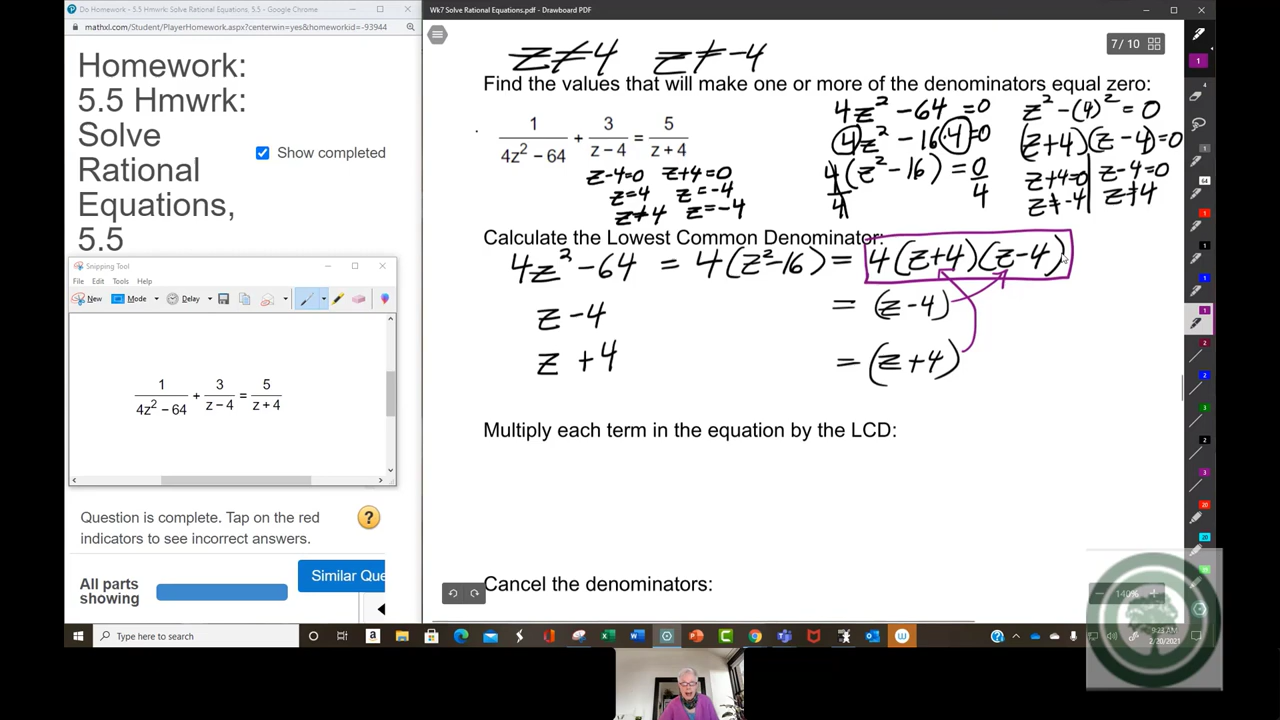 Do Homework - 5.5 Hmwrk: Solve Rational Equations, 5.5 - Google Chrome
mathxl.com/Student/PlayerHomework.aspx?centerwin=yes&homeworkid=-93944
Homework:
5.5 Hmwrk:
Solve
Rational
Equations,
5.5
Show completed
Snipping Tool
File Edit Tools Help
New Mode
1/(4z² − 64) + 3/(z − 4) = 5/(z + 4)
Question is complete. Tap on the red
indicators to see incorrect answers.
?
All parts
showing
Similar Que
Wk7 Solve Rational Equations.pdf - Drawboard PDF
7 / 10
z ≠ 4 z ≠ -4
Find the values that will make one or more of the denominators equal zero:
1/(4z² − 64) + 3/(z − 4) = 5/(z + 4)
z-4=0 z+4=0
z=4 z=-4
z≠4 z=-4
4z² - 64 = 0
4z² - 16·4=0
4(z² - 16) = 0
4 4
z² - (4)² = 0
(z+4)(z-4)=0
z+4=0 z-4=0
z≠-4 z≠4
Calculate the Lowest Common Denominator:
4z² - 64 = 4(z²-16) = 4(z+4)(z-4)
z - 4 = (z-4)
z + 4 = (z+4)
Multiply each term in the equation by the LCD:
Cancel the denominators:
140%
Type here to search
9:23 AM
2/20/2021